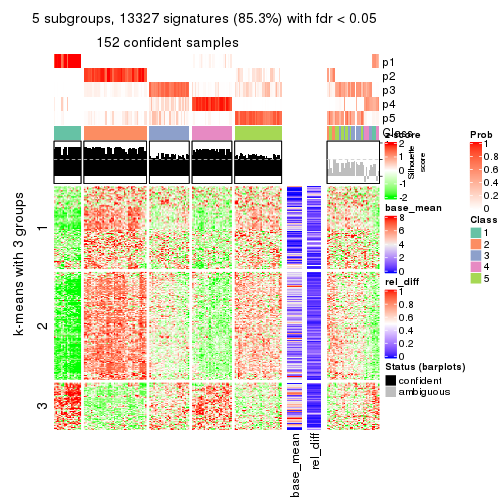 5 subgroups, 13327 signatures (85.3%) with fdr < 0.05
152 confident samples
p1
p2
p3
p4
p5
Class
z-score
2
1
0
-1
-2
Silhouette
score
base_mean
8
6
4
2
0
rel_diff
1
0.8
0.6
0.4
0.2
0
Status (barplots)
confident
ambiguous
Prob
1
0.8
0.6
0.4
0.2
0
Class
1
2
3
4
5
k-means with 3 groups
1
2
3
base_mean
rel_diff